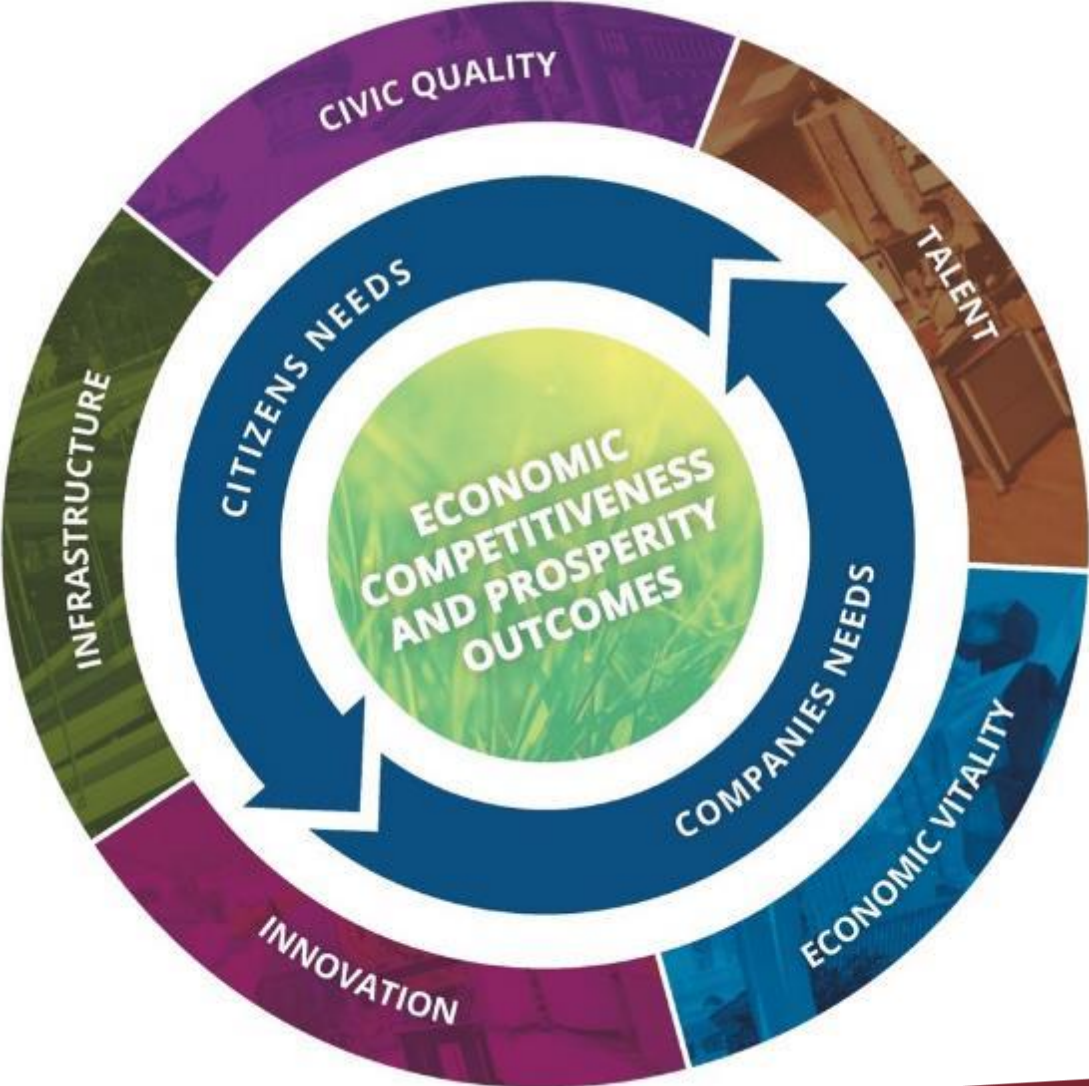 CIVIC QUALITY
TALENT
ECONOMIC VITALITY
INNOVATION
INFRASTRUCTURE
CITIZENS NEEDS
COMPANIES NEEDS
ECONOMIC
COMPETITIVENESS
AND PROSPERITY
OUTCOMES